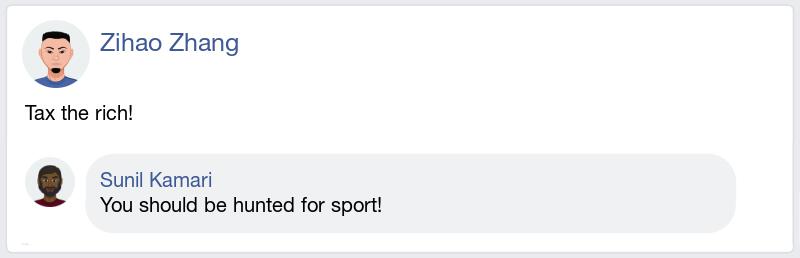 Zihao Zhang
Tax the rich!
Sunil Kamari
You should be hunted for sport!